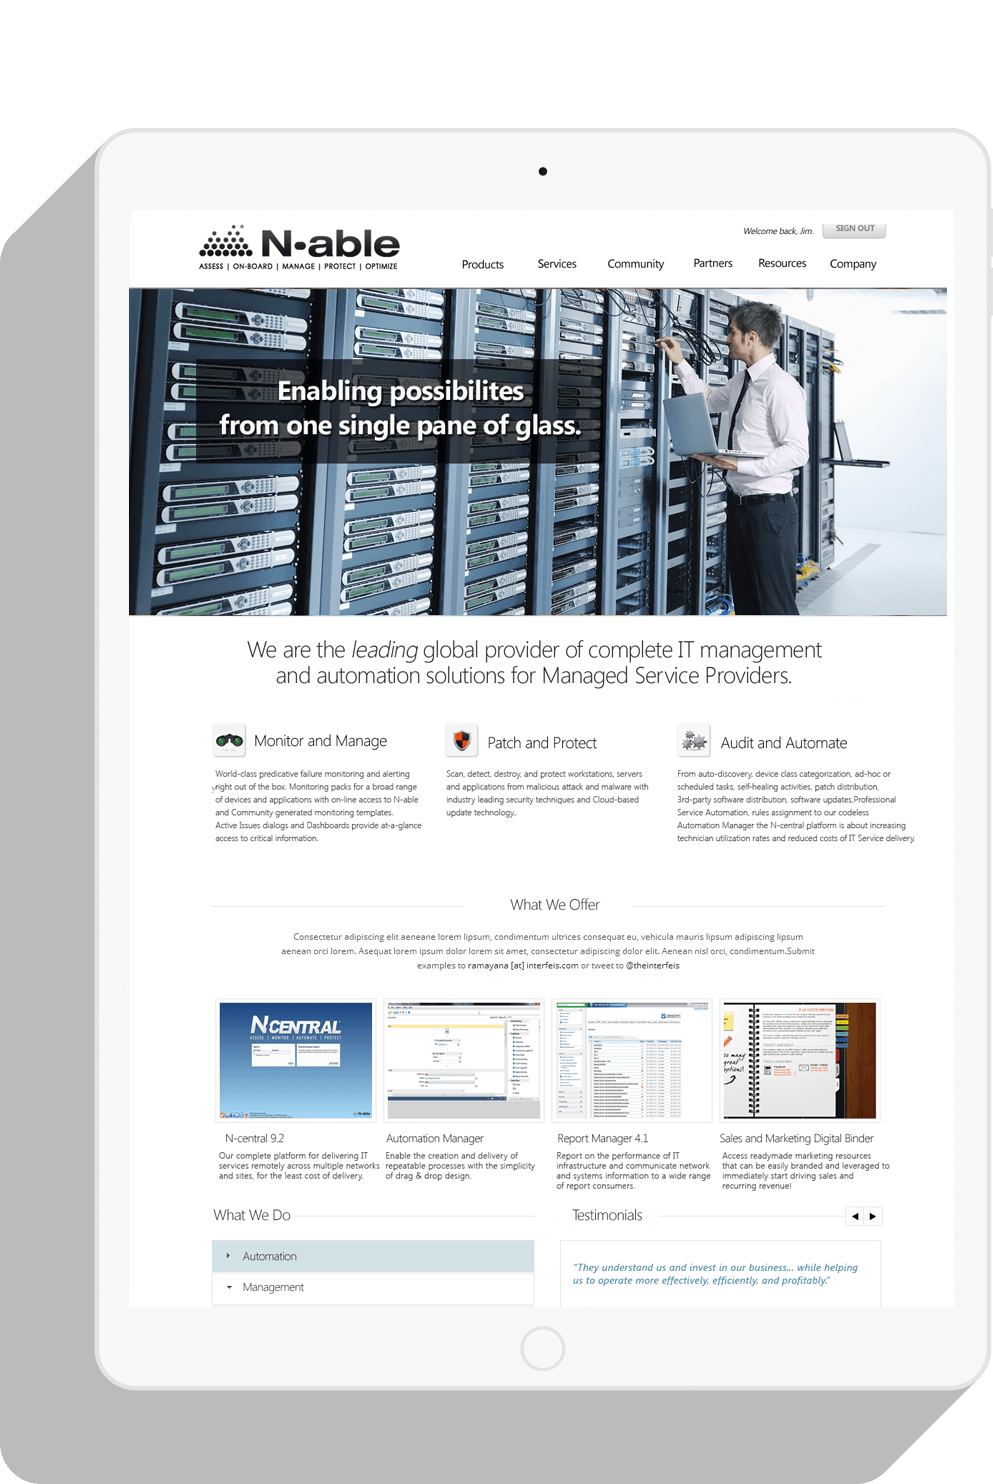 N-able
ASSESS | ON-BOARD | MANAGE | PROTECT | OPTIMIZE
Welcome back, Jim.
SIGN OUT
Products
Services
Community
Partners
Resources
Company
Enabling possibilites
from one single pane of glass.
We are the leading global provider of complete IT management
and automation solutions for Managed Service Providers.
Monitor and Manage
World-class predicative failure monitoring and alerting
right out of the box. Monitoring packs for a broad range
of devices and applications with on-line access to N-able
and Community generated monitoring templates.
Active Issues dialogs and Dashboards provide at-a-glance
access to critical information.
Patch and Protect
Scan, detect, destroy, and protect workstations, servers
and applications from malicious attack and malware with
industry leading security techniques and Cloud-based
update technology..
Audit and Automate
From auto-discovery, device class categorization, ad-hoc or
scheduled tasks, self-healing activities, patch distribution,
3rd-party software distribution, software updates,Professional
Service Automation, rules assignment to our codeless
Automation Manager the N-central platform is about increasing
technician utilization rates and reduced costs of IT Service delivery.
What We Offer
Consectetur adipiscing elit aeneane lorem lipsum, condimentum ultrices consequat eu, vehicula mauris lipsum adipiscing lipsum
aenean orci lorem. Asequat lorem ipsum dolor lorem sit amet, consectetur adipiscing dolor elit. Aenean nisl orci, condimentum.Submit
examples to ramayana [at] interfeis.com or tweet to @theinterfeis
N-CENTRAL
ASSESS | MONITOR | AUTOMATE | PROTECT
N-able
to many
great
options!
N-central 9.2
Our complete platform for delivering IT
services remotely across multiple networks
and sites, for the least cost of delivery.
Automation Manager
Enable the creation and delivery of
repeatable processes with the simplicity
of drag & drop design.
Report Manager 4.1
Report on the performance of IT
infrastructure and communicate network
and systems information to a wide range
of report consumers.
Sales and Marketing Digital Binder
Access readymade marketing resources
that can be easily branded and leveraged to
immediately start driving sales and
recurring revenue!
What We Do
Automation
Management
Testimonials
"They understand us and invest in our business... while helping
us to operate more effectively, efficiently, and profitably."